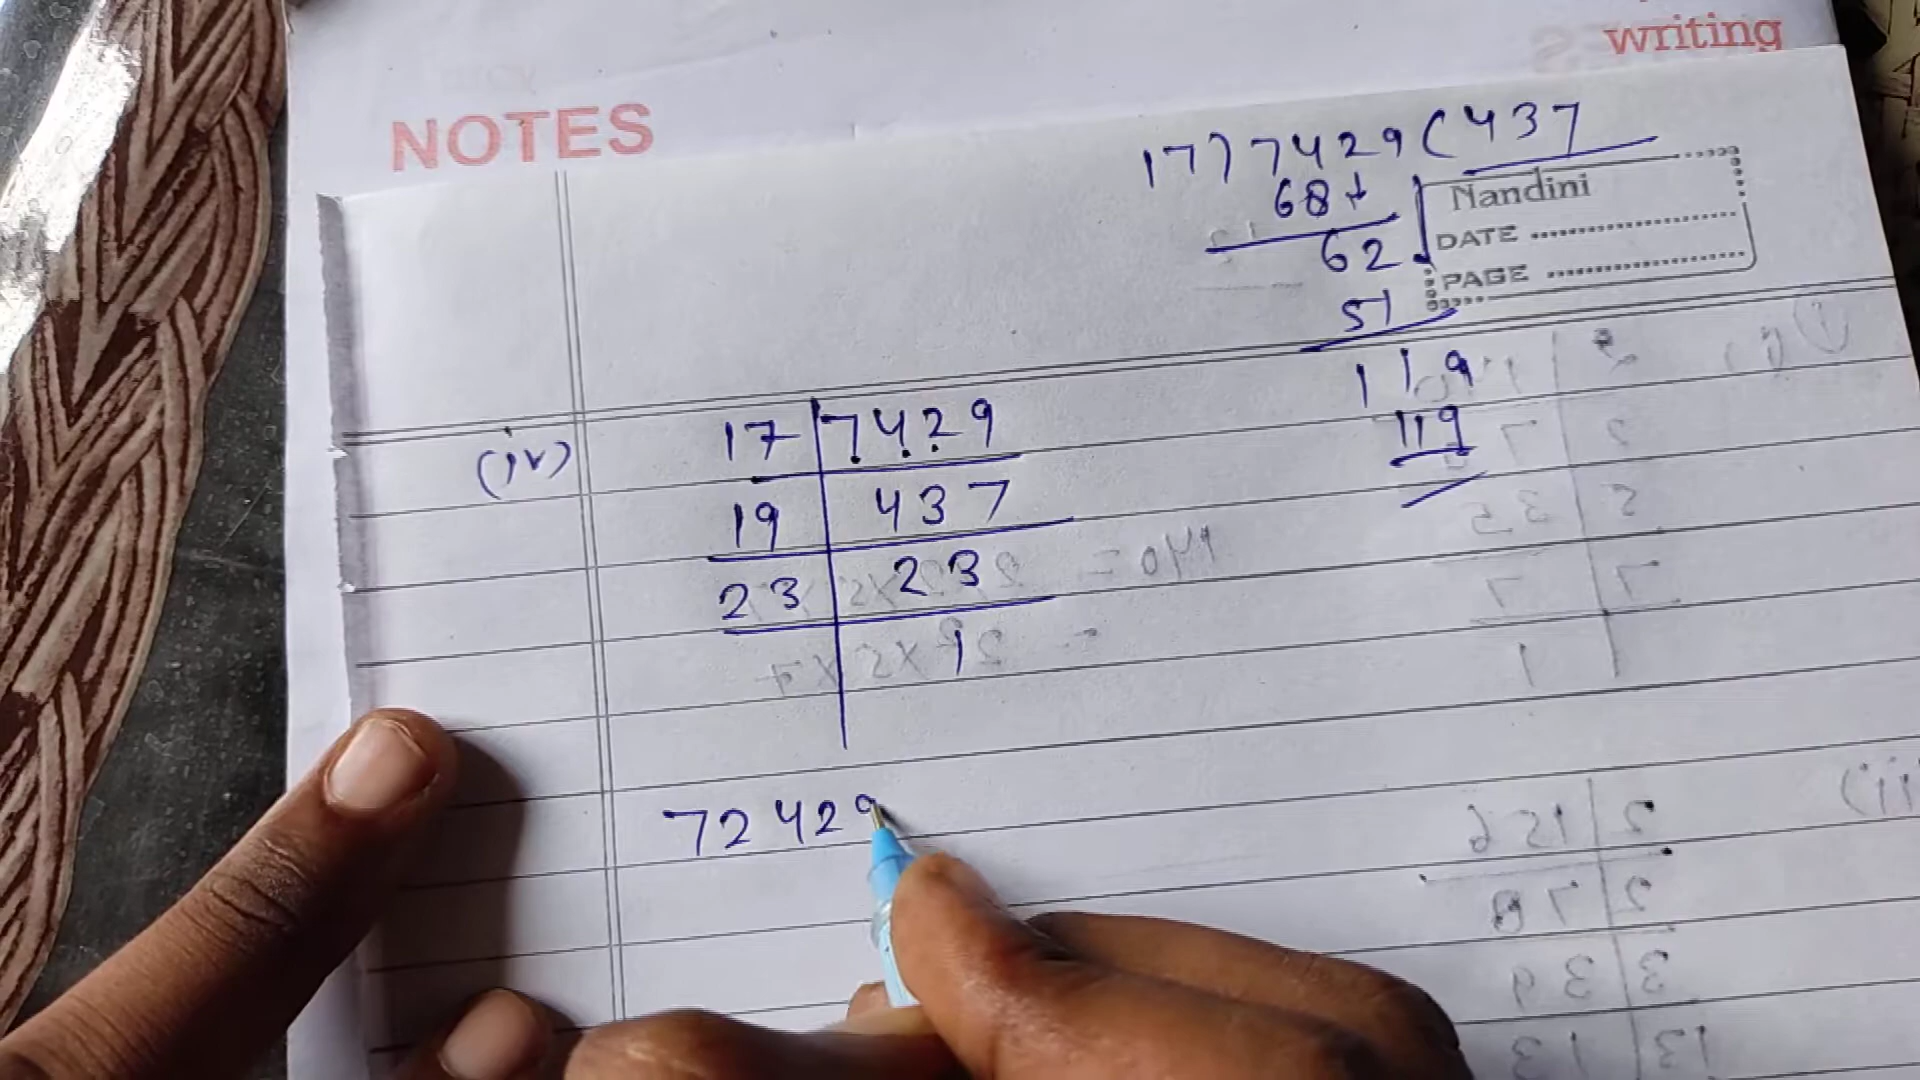 writing
NOTES
17)7429(437
68↓
Nandini
62
DATE
51
PAGE
119
119
(iv) 17 7429
19 437
23 23
1
72429